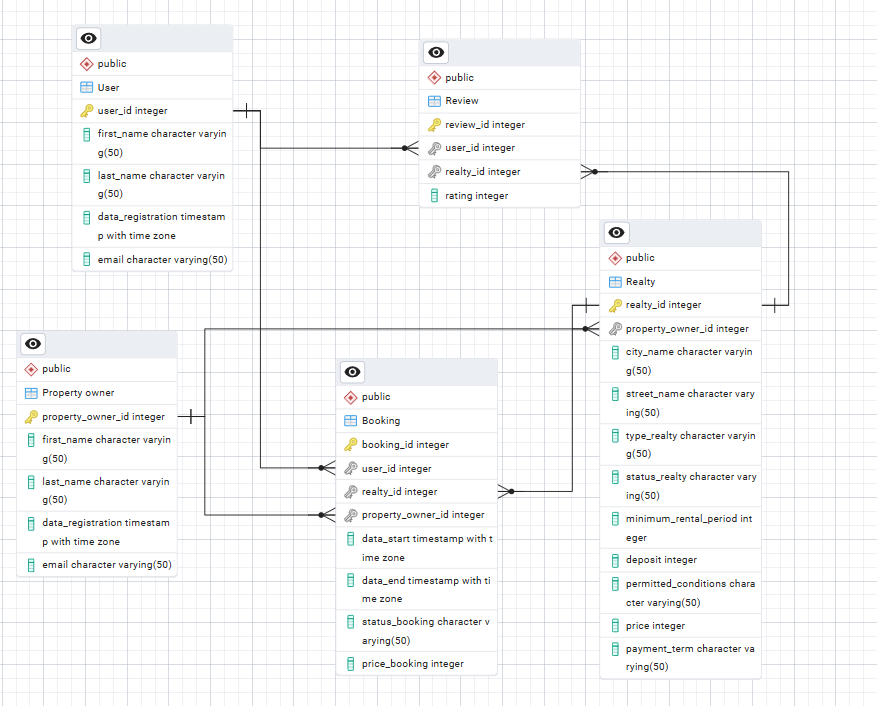 public
User
user_id integer
first_name character varyin
g(50)
last_name character varyin
g(50)
data_registration timestam
p with time zone
email character varying(50)
public
Review
review_id integer
user_id integer
realty_id integer
rating integer
public
Realty
realty_id integer
property_owner_id integer
city_name character varyin
g(50)
street_name character vary
ing(50)
type_realty character varyin
g(50)
status_realty character vary
ing(50)
minimum_rental_period int
eger
deposit integer
permitted_conditions chara
cter varying(50)
price integer
payment_term character va
rying(50)
public
Property owner
property_owner_id integer
first_name character varyin
g(50)
last_name character varyin
g(50)
data_registration timestam
p with time zone
email character varying(50)
public
Booking
booking_id integer
user_id integer
realty_id integer
property_owner_id integer
data_start timestamp with t
ime zone
data_end timestamp with ti
me zone
status_booking character v
arying(50)
price_booking integer